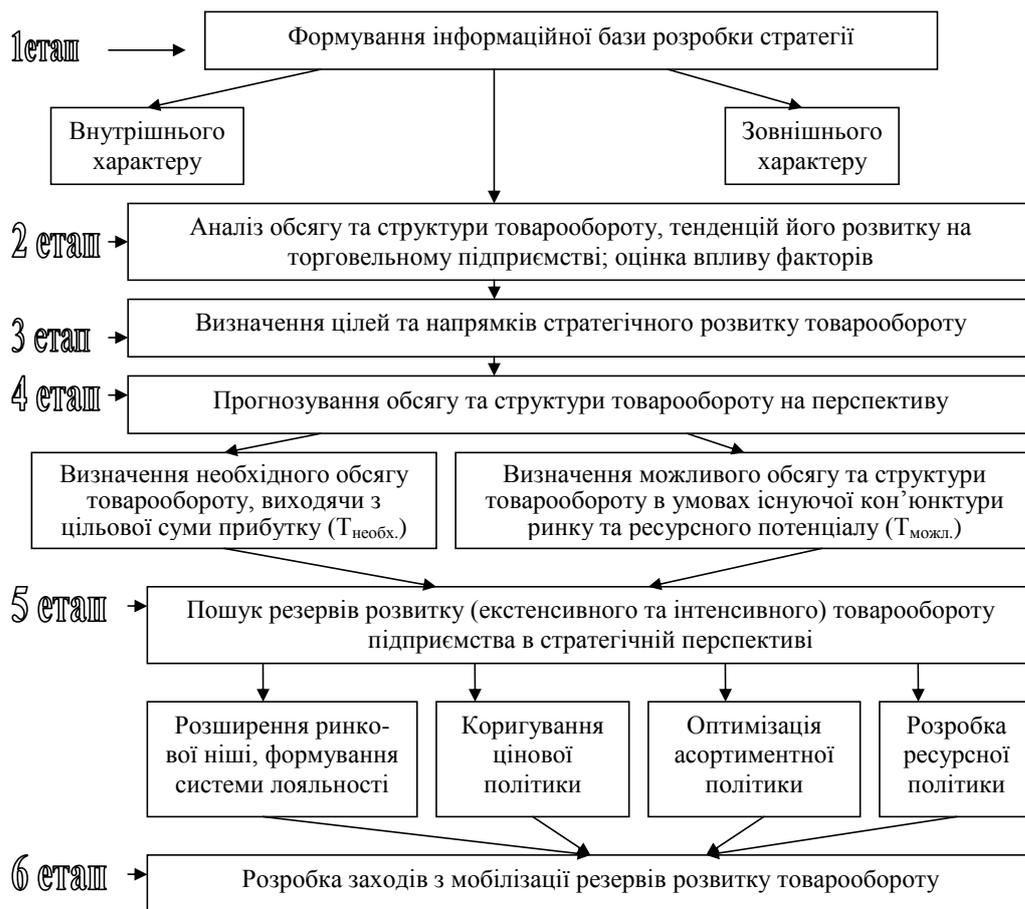 1етап
Формування інформаційної бази розробки стратегії
Внутрішнього
характеру
Зовнішнього
характеру
2 етап
Аналіз обсягу та структури товарообороту, тенденцій його розвитку на
торговельному підприємстві; оцінка впливу факторів
3 етап
Визначення цілей та напрямків стратегічного розвитку товарообороту
4 етап
Прогнозування обсягу та структури товарообороту на перспективу
Визначення необхідного обсягу
товарообороту, виходячи з
цільової суми прибутку (Тнеобх.)
Визначення можливого обсягу та структури
товарообороту в умовах існуючої кон’юнктури
ринку та ресурсного потенціалу (Тможл.)
5 етап
Пошук резервів розвитку (екстенсивного та інтенсивного) товарообороту
підприємства в стратегічній перспективі
Розширення ринко-
вої ніші, формування
системи лояльності
Коригування
цінової
політики
Оптимізація
асортиментної
політики
Розробка
ресурсної
політики
6 етап
Розробка заходів з мобілізації резервів розвитку товарообороту